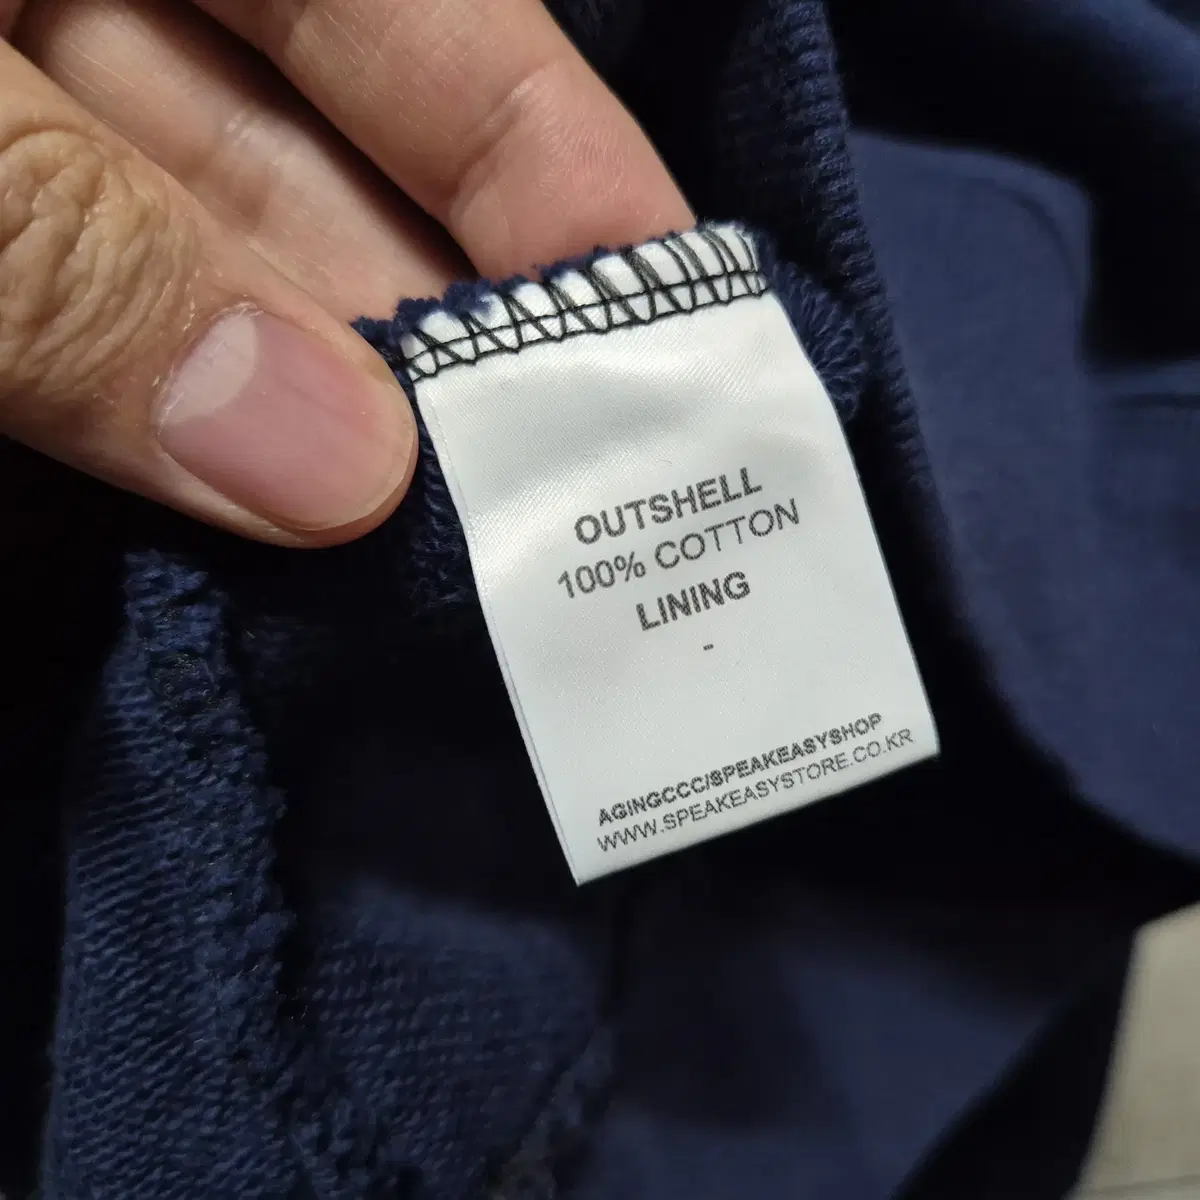 OUTSHELL
100% COTTON
LINING
-
AGINGCCC/SPEAKEASYSHOP
WWW.SPEAKEASYSTORE.CO.KR